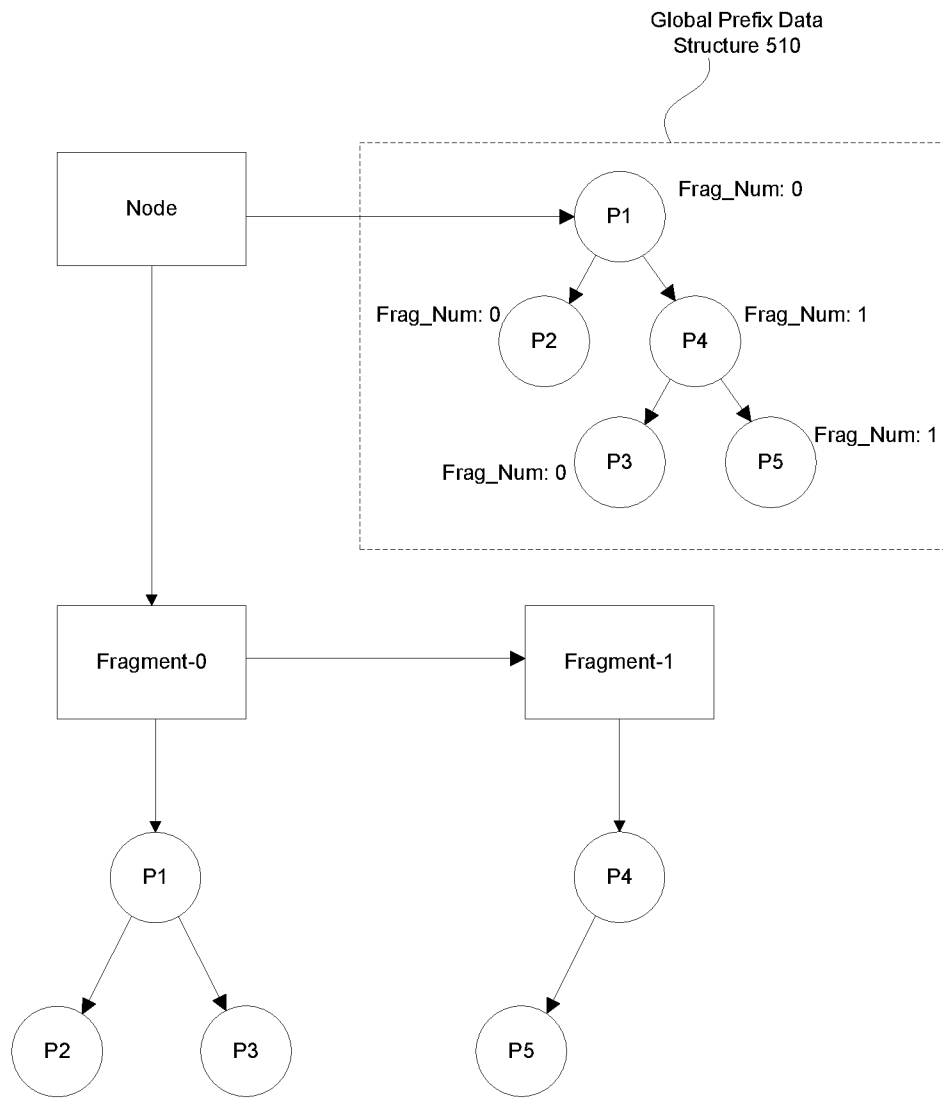 Global Prefix Data
Structure 510
Node
P1
Frag_Num: 0
Frag_Num: 0
P2
P4
Frag_Num: 1
Frag_Num: 0
P3
P5
Frag_Num: 1
Fragment-0
Fragment-1
P1
P4
P2
P3
P5